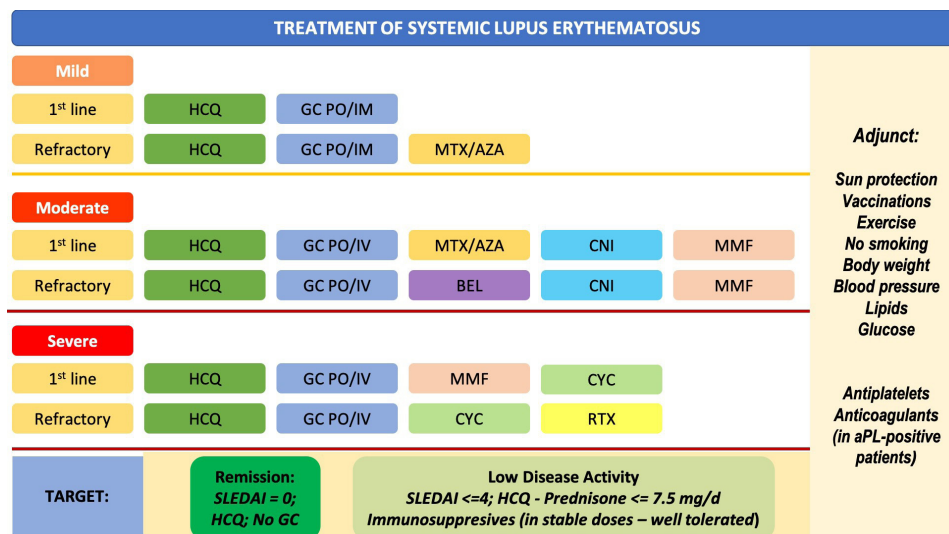 TREATMENT OF SYSTEMIC LUPUS ERYTHEMATOSUS
Mild
1st line HCQ GC PO/IM
Refractory HCQ GC PO/IM MTX/AZA
Moderate
1st line HCQ GC PO/IV MTX/AZA CNI MMF
Refractory HCQ GC PO/IV BEL CNI MMF
Severe
1st line HCQ GC PO/IV MMF CYC
Refractory HCQ GC PO/IV CYC RTX
Adjunct:
Sun protection
Vaccinations
Exercise
No smoking
Body weight
Blood pressure
Lipids
Glucose
Antiplatelets
Anticoagulants
(in aPL-positive
patients)
TARGET:
Remission:
SLEDAI = 0;
HCQ; No GC
Low Disease Activity
SLEDAI <=4; HCQ - Prednisone <= 7.5 mg/d
Immunosuppresives (in stable doses – well tolerated)